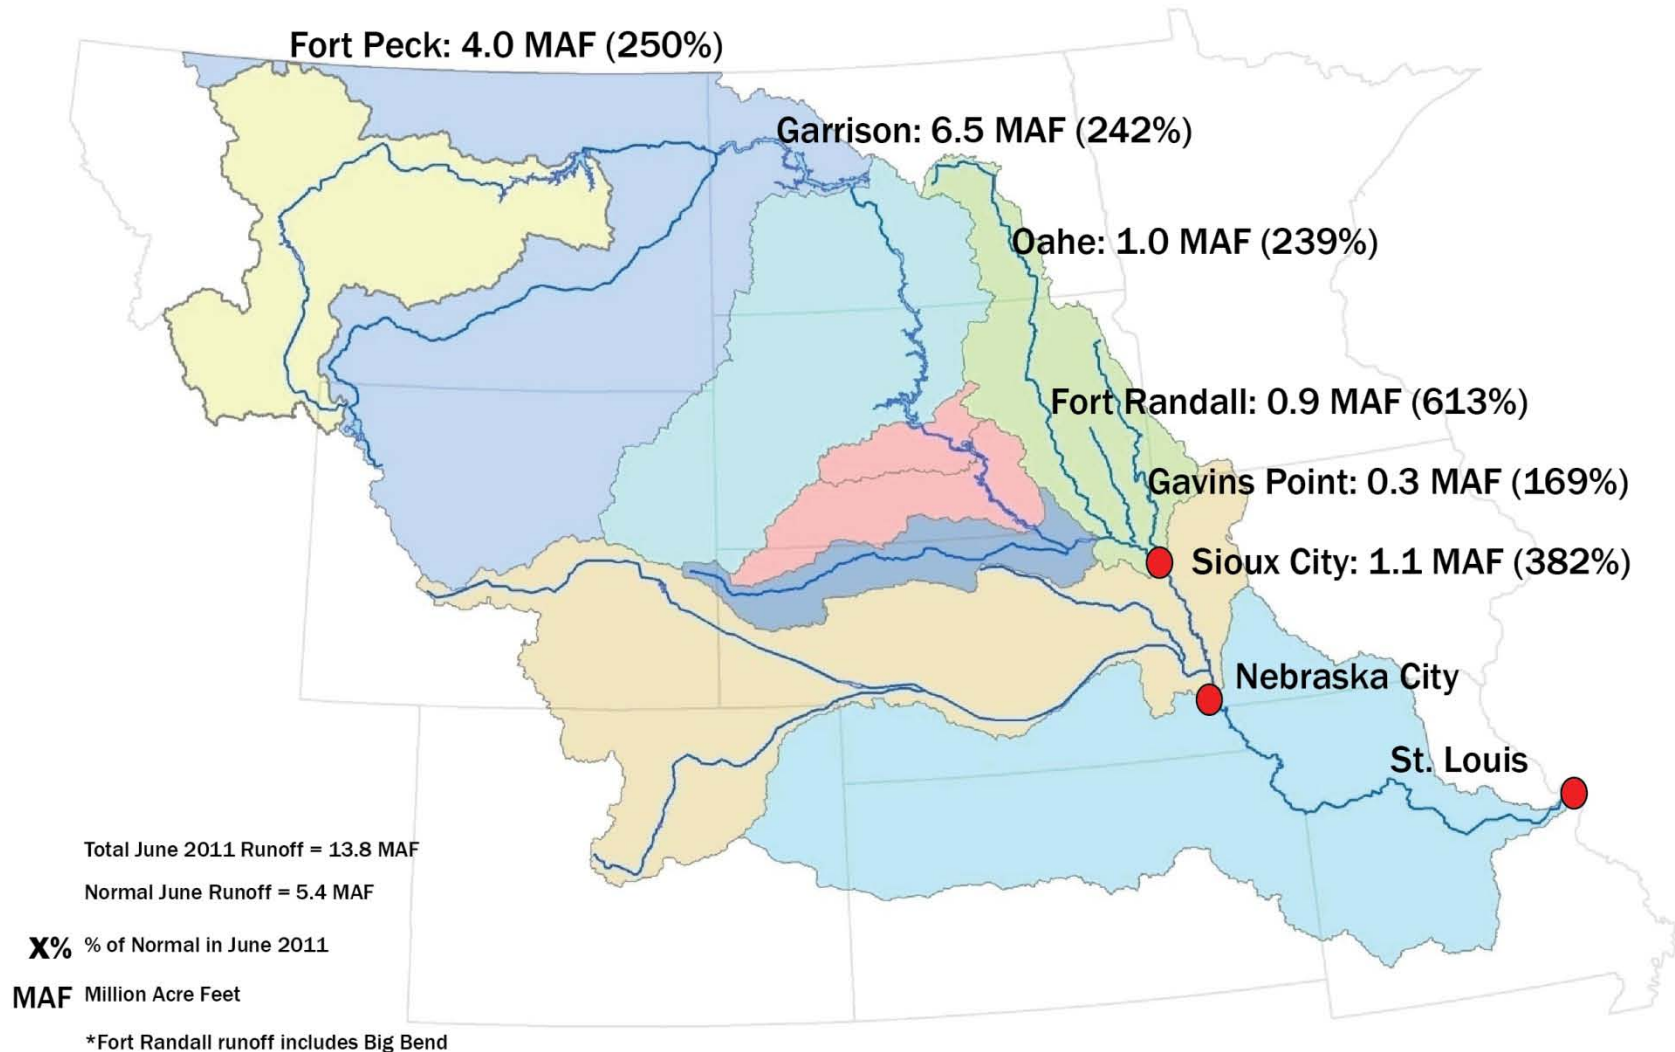 Fort Peck: 4.0 MAF (250%)
Garrison: 6.5 MAF (242%)
Oahe: 1.0 MAF (239%)
Fort Randall: 0.9 MAF (613%)
Gavins Point: 0.3 MAF (169%)
Sioux City: 1.1 MAF (382%)
Nebraska City
St. Louis
Total June 2011 Runoff = 13.8 MAF
Normal June Runoff = 5.4 MAF
X% % of Normal in June 2011
MAF Million Acre Feet
*Fort Randall runoff includes Big Bend